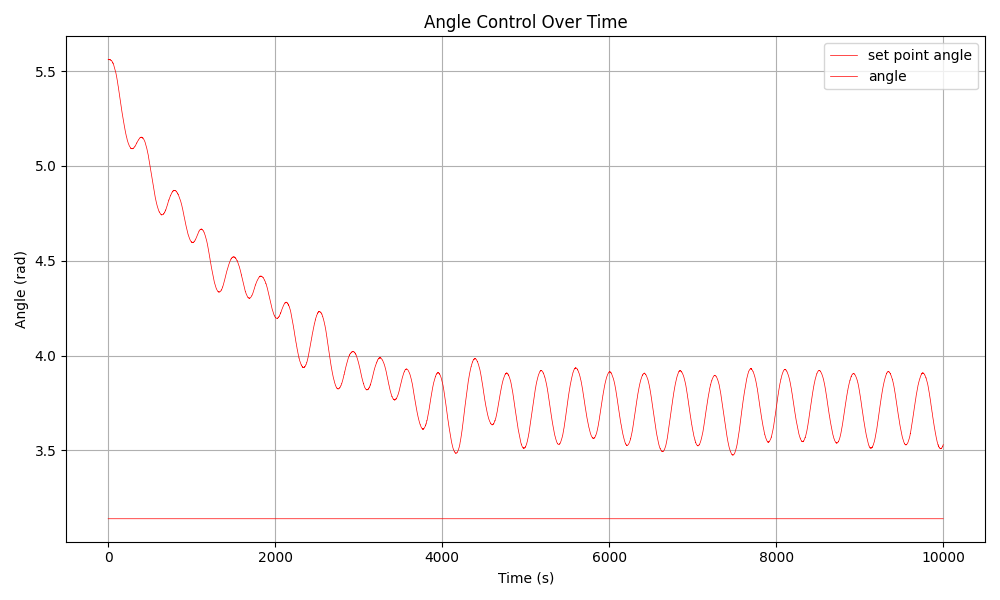 Angle Control Over Time
set point angle
angle
5.5
5.0
4.5
4.0
3.5
Angle (rad)
0 2000 4000 6000 8000 10000
Time (s)